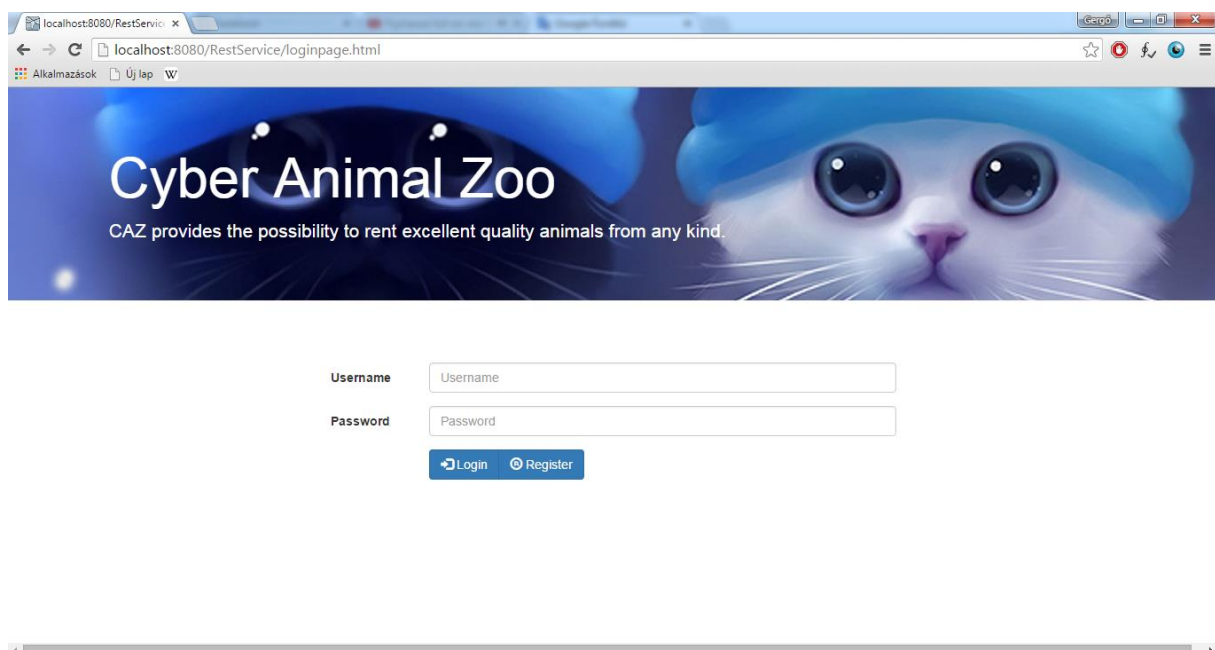 localhost:8080/RestServic
Gergő
localhost:8080/RestService/loginpage.html
Alkalmazások Új lap W
Cyber Animal Zoo
CAZ provides the possibility to rent excellent quality animals from any kind.
Username Username
Password Password
Login Register